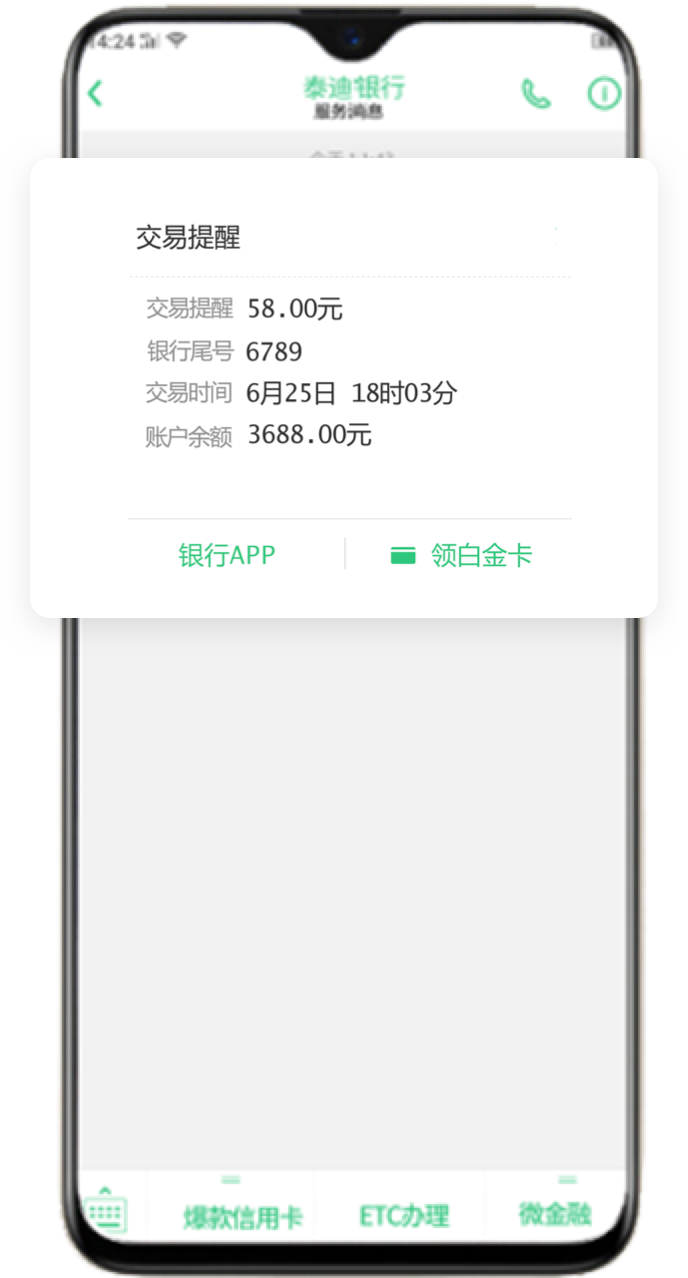 4:24
泰迪银行
服务消息
交易提醒
交易提醒 58.00元
银行尾号 6789
交易时间 6月25日 18时03分
账户余额 3688.00元
银行APP 领白金卡
爆款信用卡 ETC办理 微金融